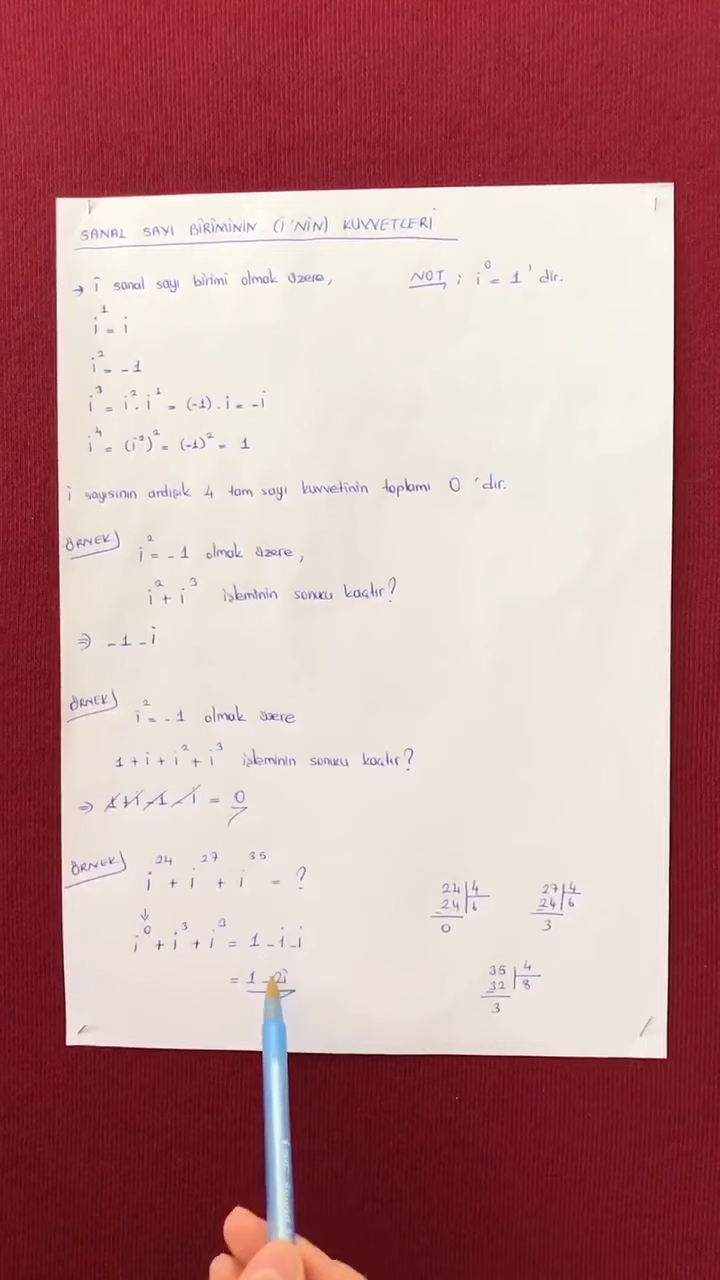 SANAL SAYI BİRİMİNİN (İ'NİN) KUVVETLERİ
→ i sanal sayı birimi olmak üzere,
NOT : i⁰ = 1' dir.
i¹ = i
i² = -1
i³ = i² . i¹ = (-1) . i = -i
i⁴ = (i²)² = (-1)² = 1
i sayısının ardışık 4 tam sayı kuvvetinin toplamı 0 'dır.
ÖRNEK) i² = -1 olmak üzere,
i² + i³ işleminin sonucu kaçtır?
⇒ -1 - i
ÖRNEK) i² = -1 olmak üzere
1 + i + i² + i³ işleminin sonucu kaçtır?
⇒ 1 + i - 1 - i = 0
ÖRNEK) i²⁴ + i²⁷ + i³⁵ = ?
↓
i⁰ + i³ + i³ = 1 - i - i
= 1 - 2i
24 | 4
- 24 | 6
0
27 | 4
- 24 | 6
3
35 | 4
- 32 | 8
3